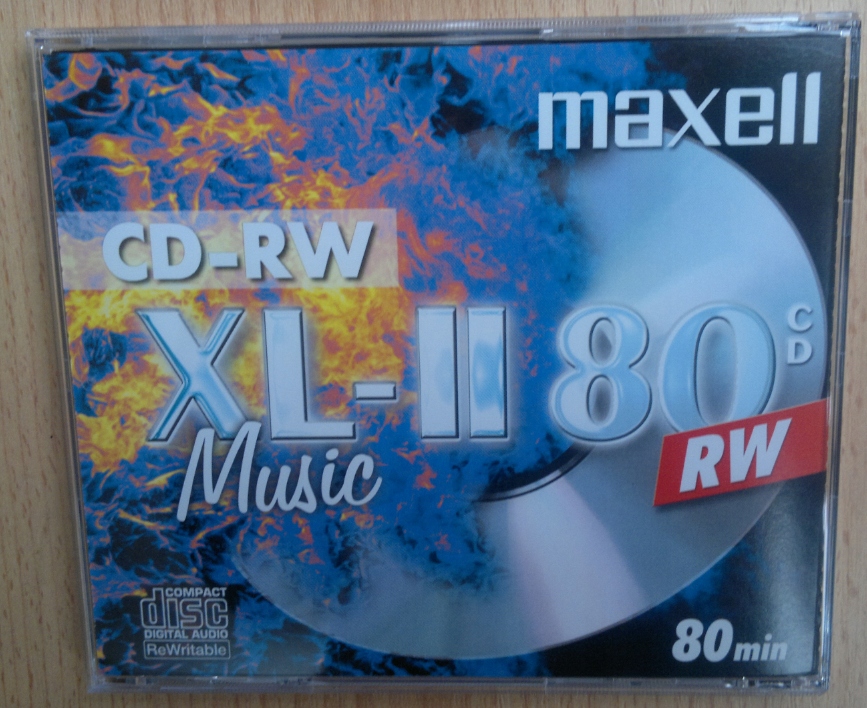 maxell
CD-RW
XL-II 80
CD
RW
Music
COMPACT
disc
DIGITAL AUDIO
ReWritable
80min